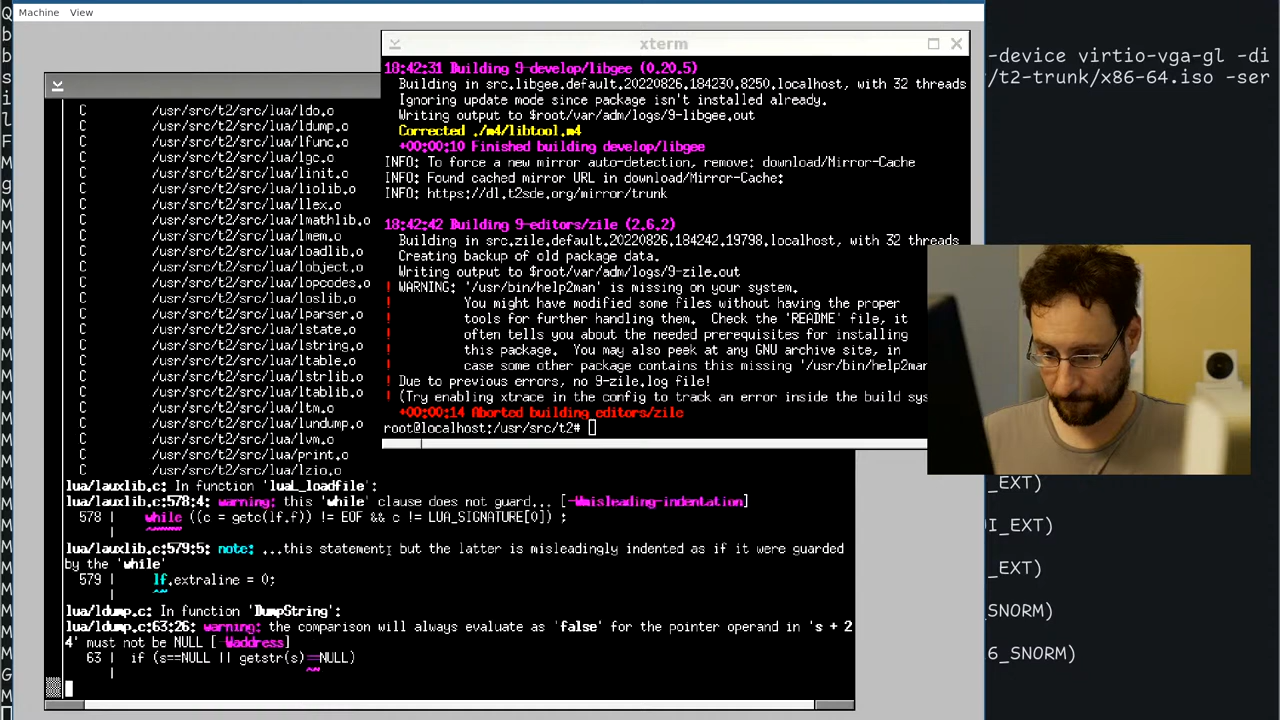 Machine View
xterm
-device virtio-vga-gl -di
/t2-trunk/x86-64.iso -ser
18:42:31 Building 9-develop/libgee (0.20.5)
Building in src.libgee.default.20220826.184230.8250.localhost, with 32 threads
Ignoring update mode since package isn't installed already.
Writing output to $root/var/adm/logs/9-libgee.out
Corrected ./m4/libtool.m4
+00:00:10 Finished building develop/libgee
INFO: To force a new mirror auto-detection, remove: download/Mirror-Cache
INFO: Found cached mirror URL in download/Mirror-Cache:
INFO: https://dl.t2sde.org/mirror/trunk
18:42:42 Building 9-editors/zile (2.6.2)
Building in src.zile.default.20220826.184242.19798.localhost, with 32 threads
Creating backup of old package data.
Writing output to $root/var/adm/logs/9-zile.out
! WARNING: '/usr/bin/help2man' is missing on your system.
! You might have modified some files without having the proper
! tools for further handling them. Check the 'README' file, it
! often tells you about the needed prerequisites for installing
! this package. You may also peek at any GNU archive site, in
! case some other package contains this missing '/usr/bin/help2man
! Due to previous errors, no 9-zile.log file!
! (Try enabling xtrace in the config to track an error inside the build sys
+00:00:14 Aborted building editors/zile
root@localhost:/usr/src/t2#
C /usr/src/t2/src/lua/ldo.o
C /usr/src/t2/src/lua/ldump.o
C /usr/src/t2/src/lua/lfunc.o
C /usr/src/t2/src/lua/lgc.o
C /usr/src/t2/src/lua/linit.o
C /usr/src/t2/src/lua/liolib.o
C /usr/src/t2/src/lua/llex.o
C /usr/src/t2/src/lua/lmathlib.o
C /usr/src/t2/src/lua/lmem.o
C /usr/src/t2/src/lua/loadlib.o
C /usr/src/t2/src/lua/lobject.o
C /usr/src/t2/src/lua/lopcodes.o
C /usr/src/t2/src/lua/loslib.o
C /usr/src/t2/src/lua/lparser.o
C /usr/src/t2/src/lua/lstate.o
C /usr/src/t2/src/lua/lstring.o
C /usr/src/t2/src/lua/ltable.o
C /usr/src/t2/src/lua/lstrlib.o
C /usr/src/t2/src/lua/ltablib.o
C /usr/src/t2/src/lua/ltm.o
C /usr/src/t2/src/lua/lundump.o
C /usr/src/t2/src/lua/lvm.o
C /usr/src/t2/src/lua/print.o
C /usr/src/t2/src/lua/lzio.o
lua/lauxlib.c: In function 'luaL_loadfile':
lua/lauxlib.c:578:4: warning: this 'while' clause does not guard... [-Wmisleading-indentation]
578 | while ((c = getc(lf.f)) != EOF && c != LUA_SIGNATURE[0]) ;
| ^~~~~
lua/lauxlib.c:579:5: note: ...this statement, but the latter is misleadingly indented as if it were guarded
by the 'while'
579 | lf.extraline = 0;
| ^~
lua/ldump.c: In function 'DumpString':
lua/ldump.c:63:26: warning: the comparison will always evaluate as 'false' for the pointer operand in 's + 2
4' must not be NULL [-Waddress]
63 | if (s==NULL || getstr(s)==NULL)
| ^~
_EXT)
I_EXT)
_EXT)
SNORM)
6_SNORM)